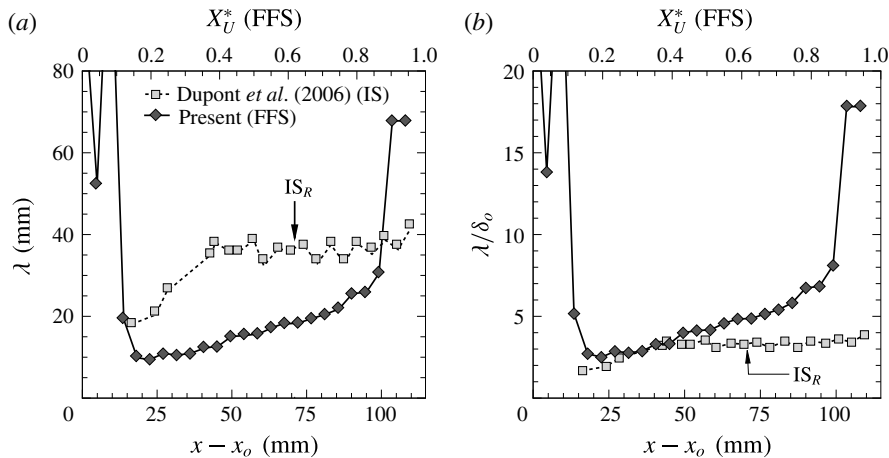 (a)
X*U (FFS)
0 0.2 0.4 0.6 0.8 1.0
80
60
40
20
0
λ (mm)
Dupont et al. (2006) (IS)
Present (FFS)
ISR
25 50 75 100
x – xo (mm)
(b)
X*U (FFS)
0 0.2 0.4 0.6 0.8 1.0
20
15
10
5
0
λ/δo
ISR
25 50 75 100
x – xo (mm)